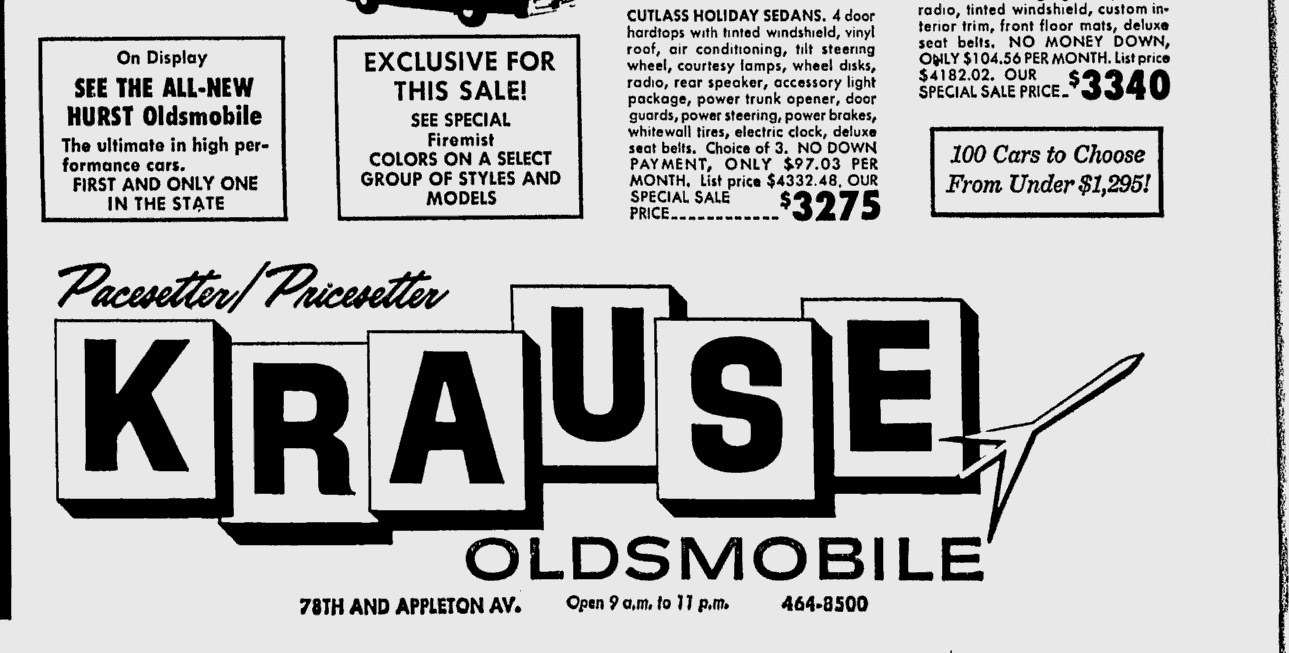 On Display
SEE THE ALL-NEW
HURST Oldsmobile
The ultimate in high per-
formance cars.
FIRST AND ONLY ONE
IN THE STATE
EXCLUSIVE FOR
THIS SALE!
SEE SPECIAL
Firemist
COLORS ON A SELECT
GROUP OF STYLES AND
MODELS
CUTLASS HOLIDAY SEDANS. 4 door
hardtops with tinted windshield, vinyl
roof, air conditioning, tilt steering
wheel, courtesy lamps, wheel disks,
radio, rear speaker, accessory light
package, power trunk opener, door
guards, power steering, power brakes,
whitewall tires, electric clock, deluxe
seat belts. Choice of 3. NO DOWN
PAYMENT, ONLY $97.03 PER
MONTH. List price $4332.48. OUR
SPECIAL SALE
PRICE____________ $3275
radio, tinted windshield, custom in-
terior trim, front floor mats, deluxe
seat belts. NO MONEY DOWN,
ONLY $104.56 PER MONTH. List price
$4182.02. OUR
SPECIAL SALE PRICE_ $3340
100 Cars to Choose
From Under $1,295!
Pacesetter/Pricesetter
KRAUSE
OLDSMOBILE
78TH AND APPLETON AV. Open 9 a.m. to 11 p.m. 464-8500